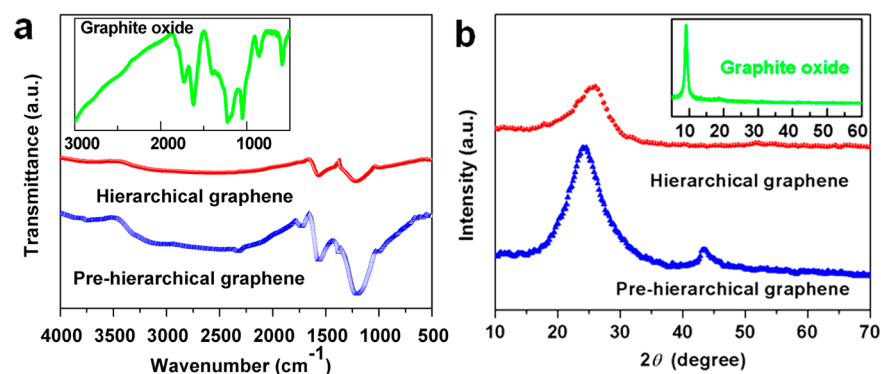 a
Graphite oxide
3000 2000 1000
Transmittance (a.u.)
Hierarchical graphene
Pre-hierarchical graphene
4000 3500 3000 2500 2000 1500 1000 500
Wavenumber (cm⁻¹)
b
Graphite oxide
10 20 30 40 50 60
Intensity (a.u.)
Hierarchical graphene
Pre-hierarchical graphene
10 20 30 40 50 60 70
2θ (degree)